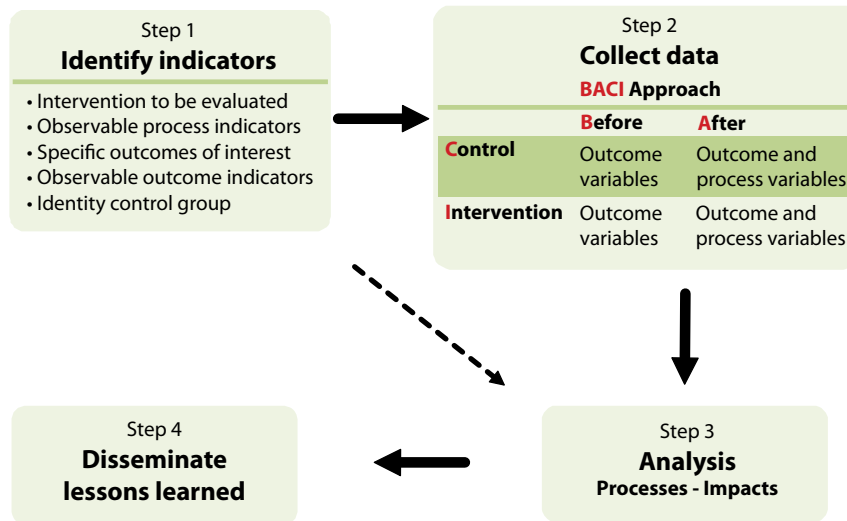 Step 1
Identify indicators
• Intervention to be evaluated
• Observable process indicators
• Specific outcomes of interest
• Observable outcome indicators
• Identity control group
Step 2
Collect data
BACI Approach
Before After
Control Outcome variables Outcome and process variables
Intervention Outcome variables Outcome and process variables
Step 3
Analysis
Processes - Impacts
Step 4
Disseminate
lessons learned